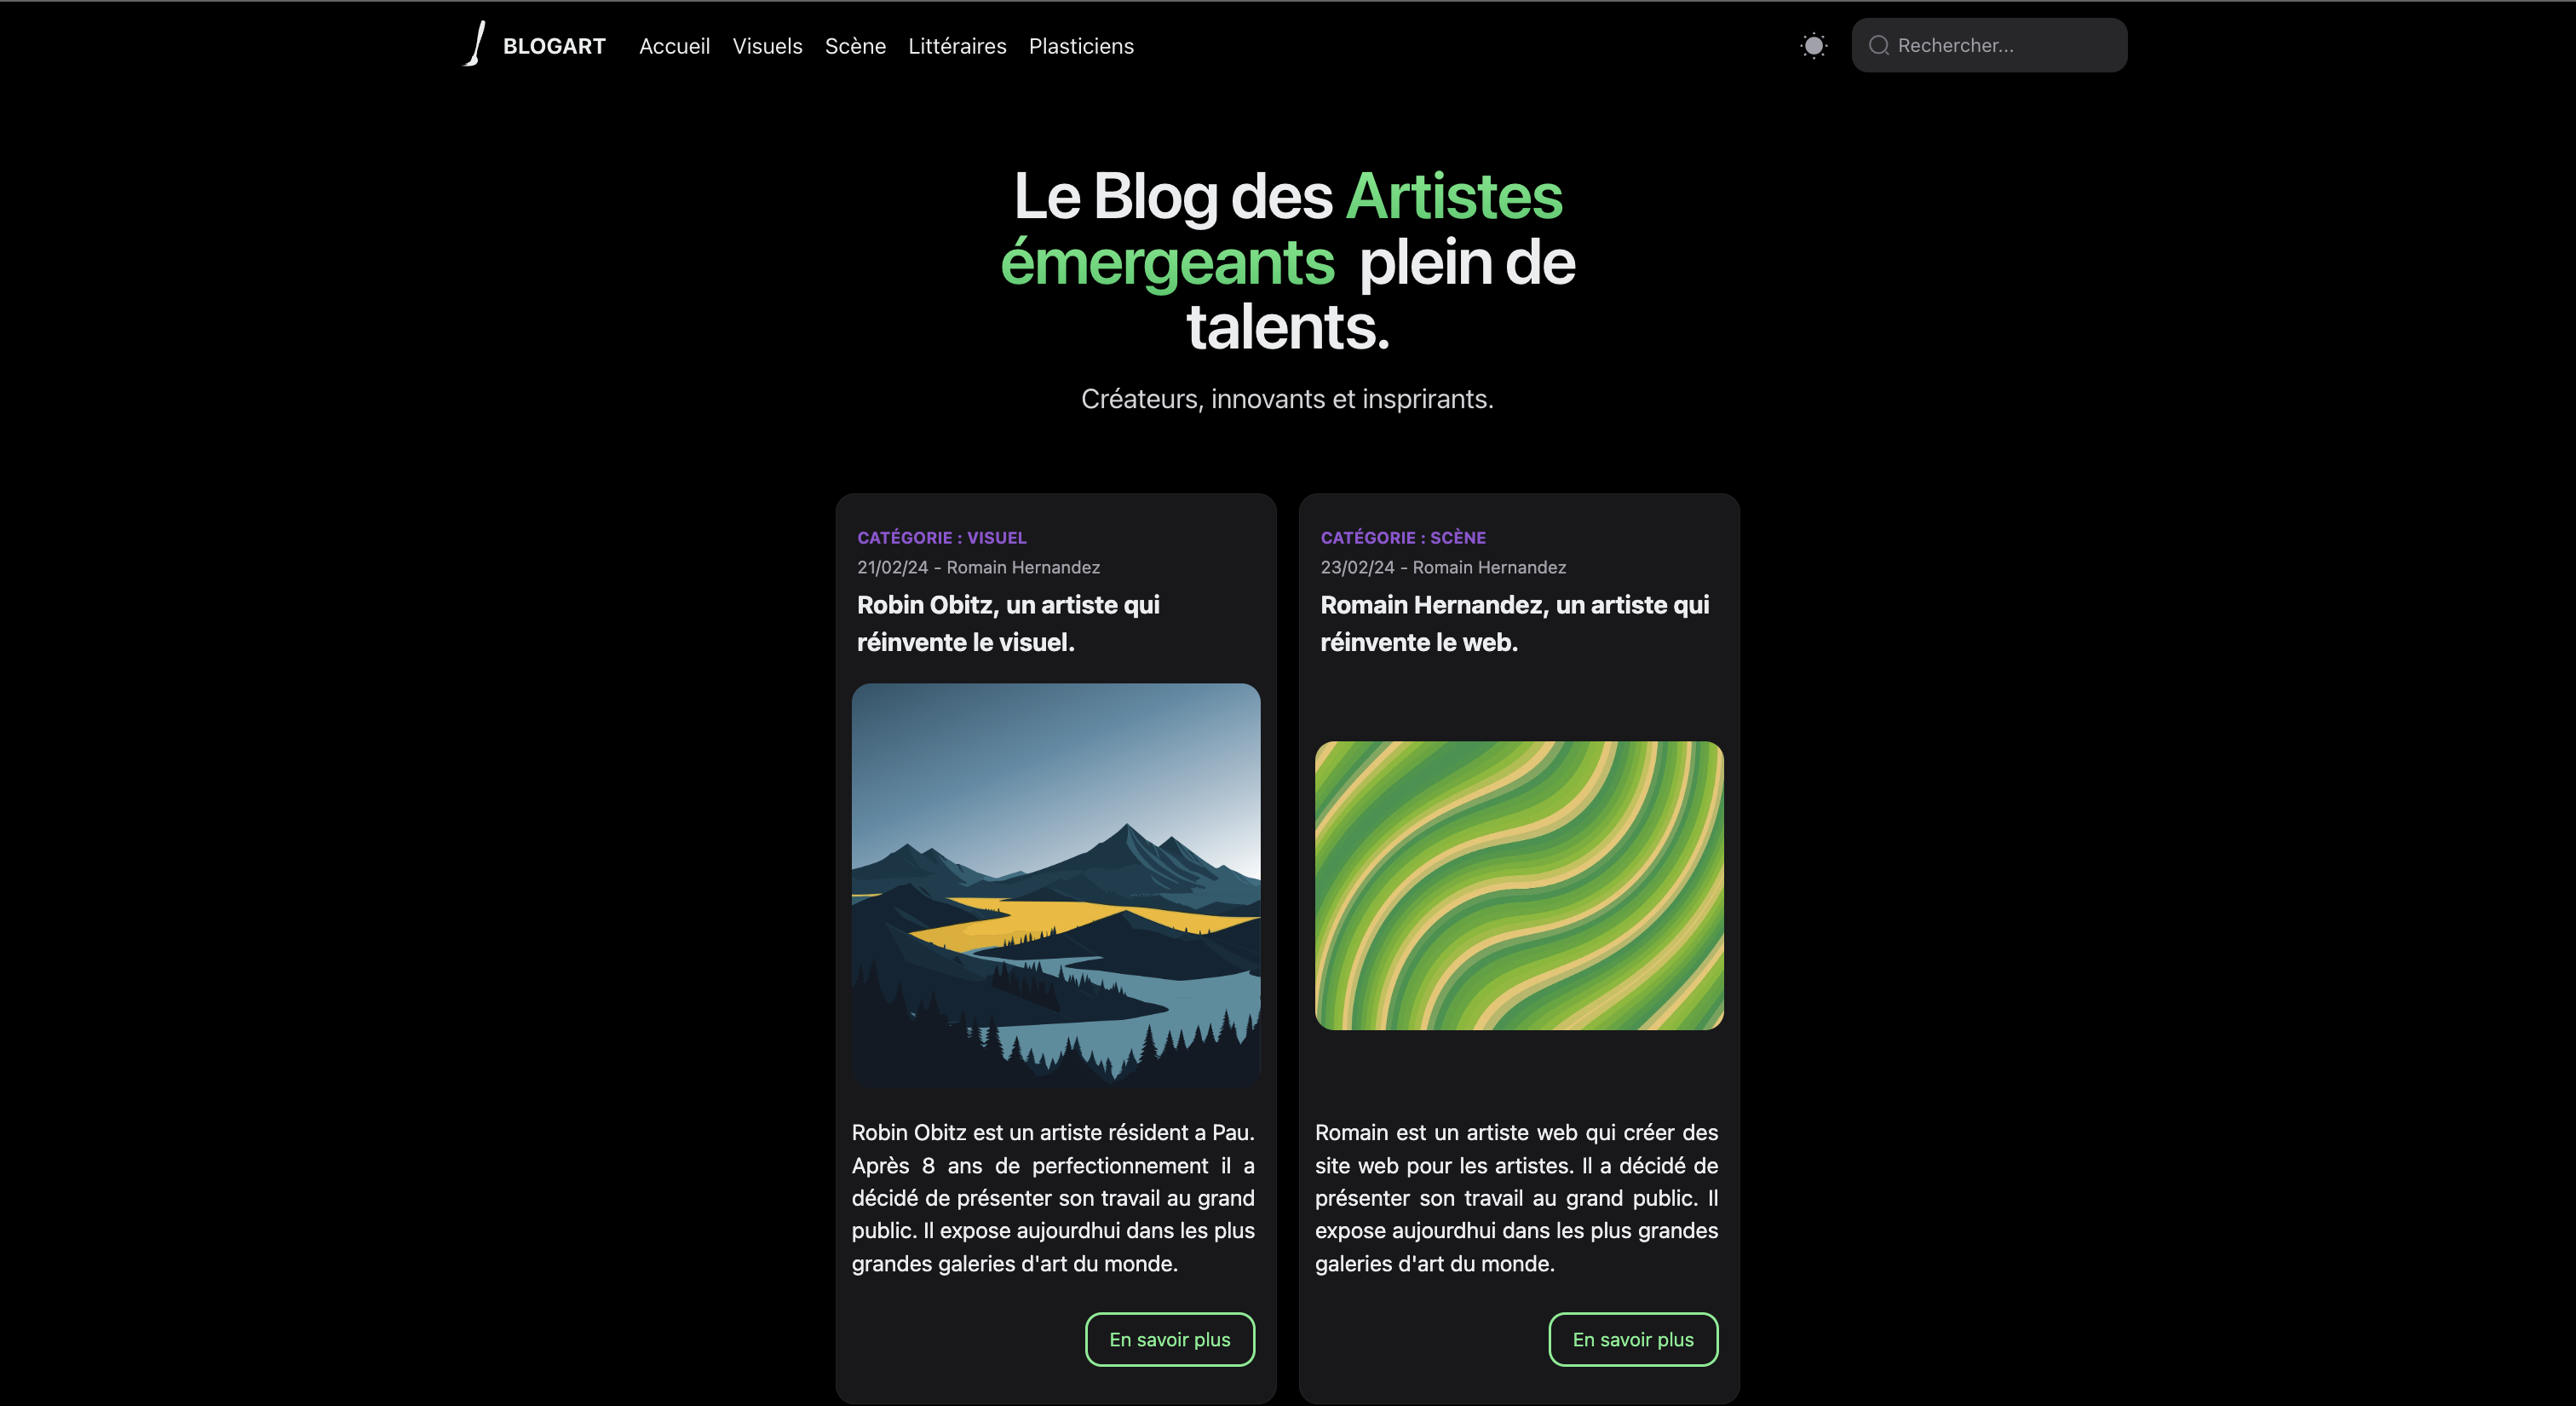 BLOGART Accueil Visuels Scène Littéraires Plasticiens Rechercher...
Le Blog des Artistes
émergeants plein de
talents.
Créateurs, innovants et insprirants.
CATÉGORIE : VISUEL
21/02/24 - Romain Hernandez
Robin Obitz, un artiste qui
réinvente le visuel.
Robin Obitz est un artiste résident a Pau.
Après 8 ans de perfectionnement il a
décidé de présenter son travail au grand
public. Il expose aujourdhui dans les plus
grandes galeries d'art du monde.
En savoir plus
CATÉGORIE : SCÈNE
23/02/24 - Romain Hernandez
Romain Hernandez, un artiste qui
réinvente le web.
Romain est un artiste web qui créer des
site web pour les artistes. Il a décidé de
présenter son travail au grand public. Il
expose aujourdhui dans les plus grandes
galeries d'art du monde.
En savoir plus